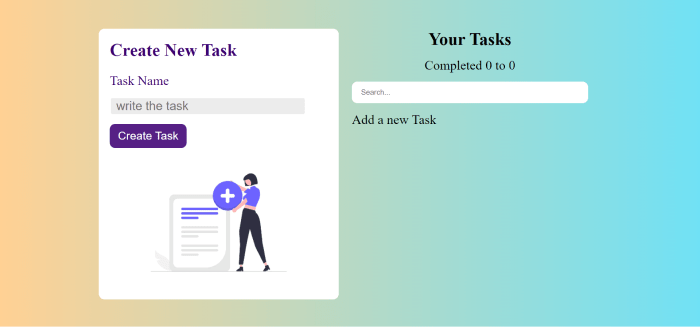 Create New Task
Task Name
write the task
Create Task
Your Tasks
Completed 0 to 0
Search...
Add a new Task